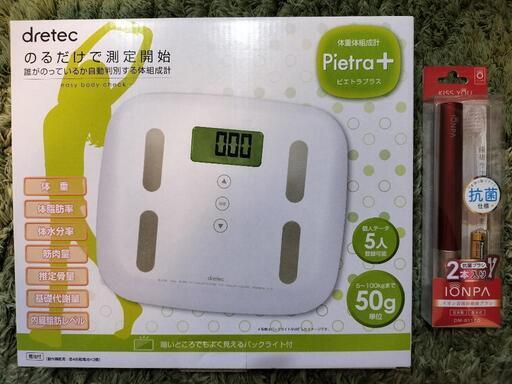 dretec
のるだけで測定開始
誰がのっているか自動判別する体組成計
easy body check
体重体組成計
Pietra+
ピエトラプラス
体 重
体脂肪率
体水分率
筋肉量
推定骨量
基礎代謝量
内臓脂肪レベル
0.00
dretec
個人データ
5人
登録可能
5~100kgまで
50g
単位
暗いところでもよく見えるバックライト付
KISS YOU
IONPA
抗菌
仕様
2本入り
IONPA